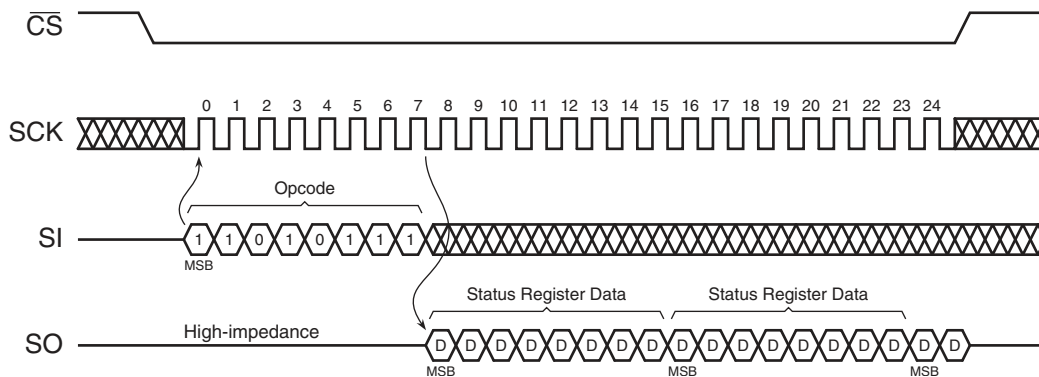 CS
0 1 2 3 4 5 6 7 8 9 10 11 12 13 14 15 16 17 18 19 20 21 22 23 24
SCK
Opcode
SI 1 1 0 1 0 1 1 1
MSB
Status Register Data Status Register Data
High-impedance
SO D D D D D D D D D D D D D D D D D D
MSB MSB MSB